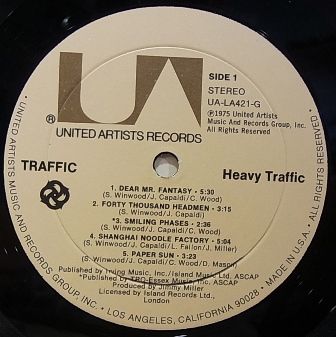 UA
®
UNITED ARTISTS RECORDS
SIDE 1
STEREO
UA-LA421-G
℗1975 United Artists
Music And Records Group, Inc.
All Rights Reserved
TRAFFIC
Heavy Traffic
1. DEAR MR. FANTASY - 5:30
(S. Winwood/J. Capaldi/C. Wood)
2. FORTY THOUSAND HEADMEN - 3:15
(S. Winwood/J. Capaldi)
*3. SMILING PHASES - 2:36
(S. Winwood/J. Capaldi/C. Wood)
4. SHANGHAI NOODLE FACTORY - 5:04
(S. Winwood/J. Capaldi/L. Fallon/J. Miller)
5. PAPER SUN - 3:23
(S. Winwood/J. Capaldi/C. Wood/D. Mason)
Published by Irving Music, Inc./Island Music Ltd. ASCAP
*Published by TRO-Essex Music, Inc. ASCAP
Produced by Jimmy Miller
Licensed by Island Records Ltd.,
London
• UNITED ARTISTS MUSIC AND RECORDS GROUP, INC. • LOS ANGELES, CALIFORNIA 90028 • MADE IN U.S.A. • ALL RIGHTS RESERVED •